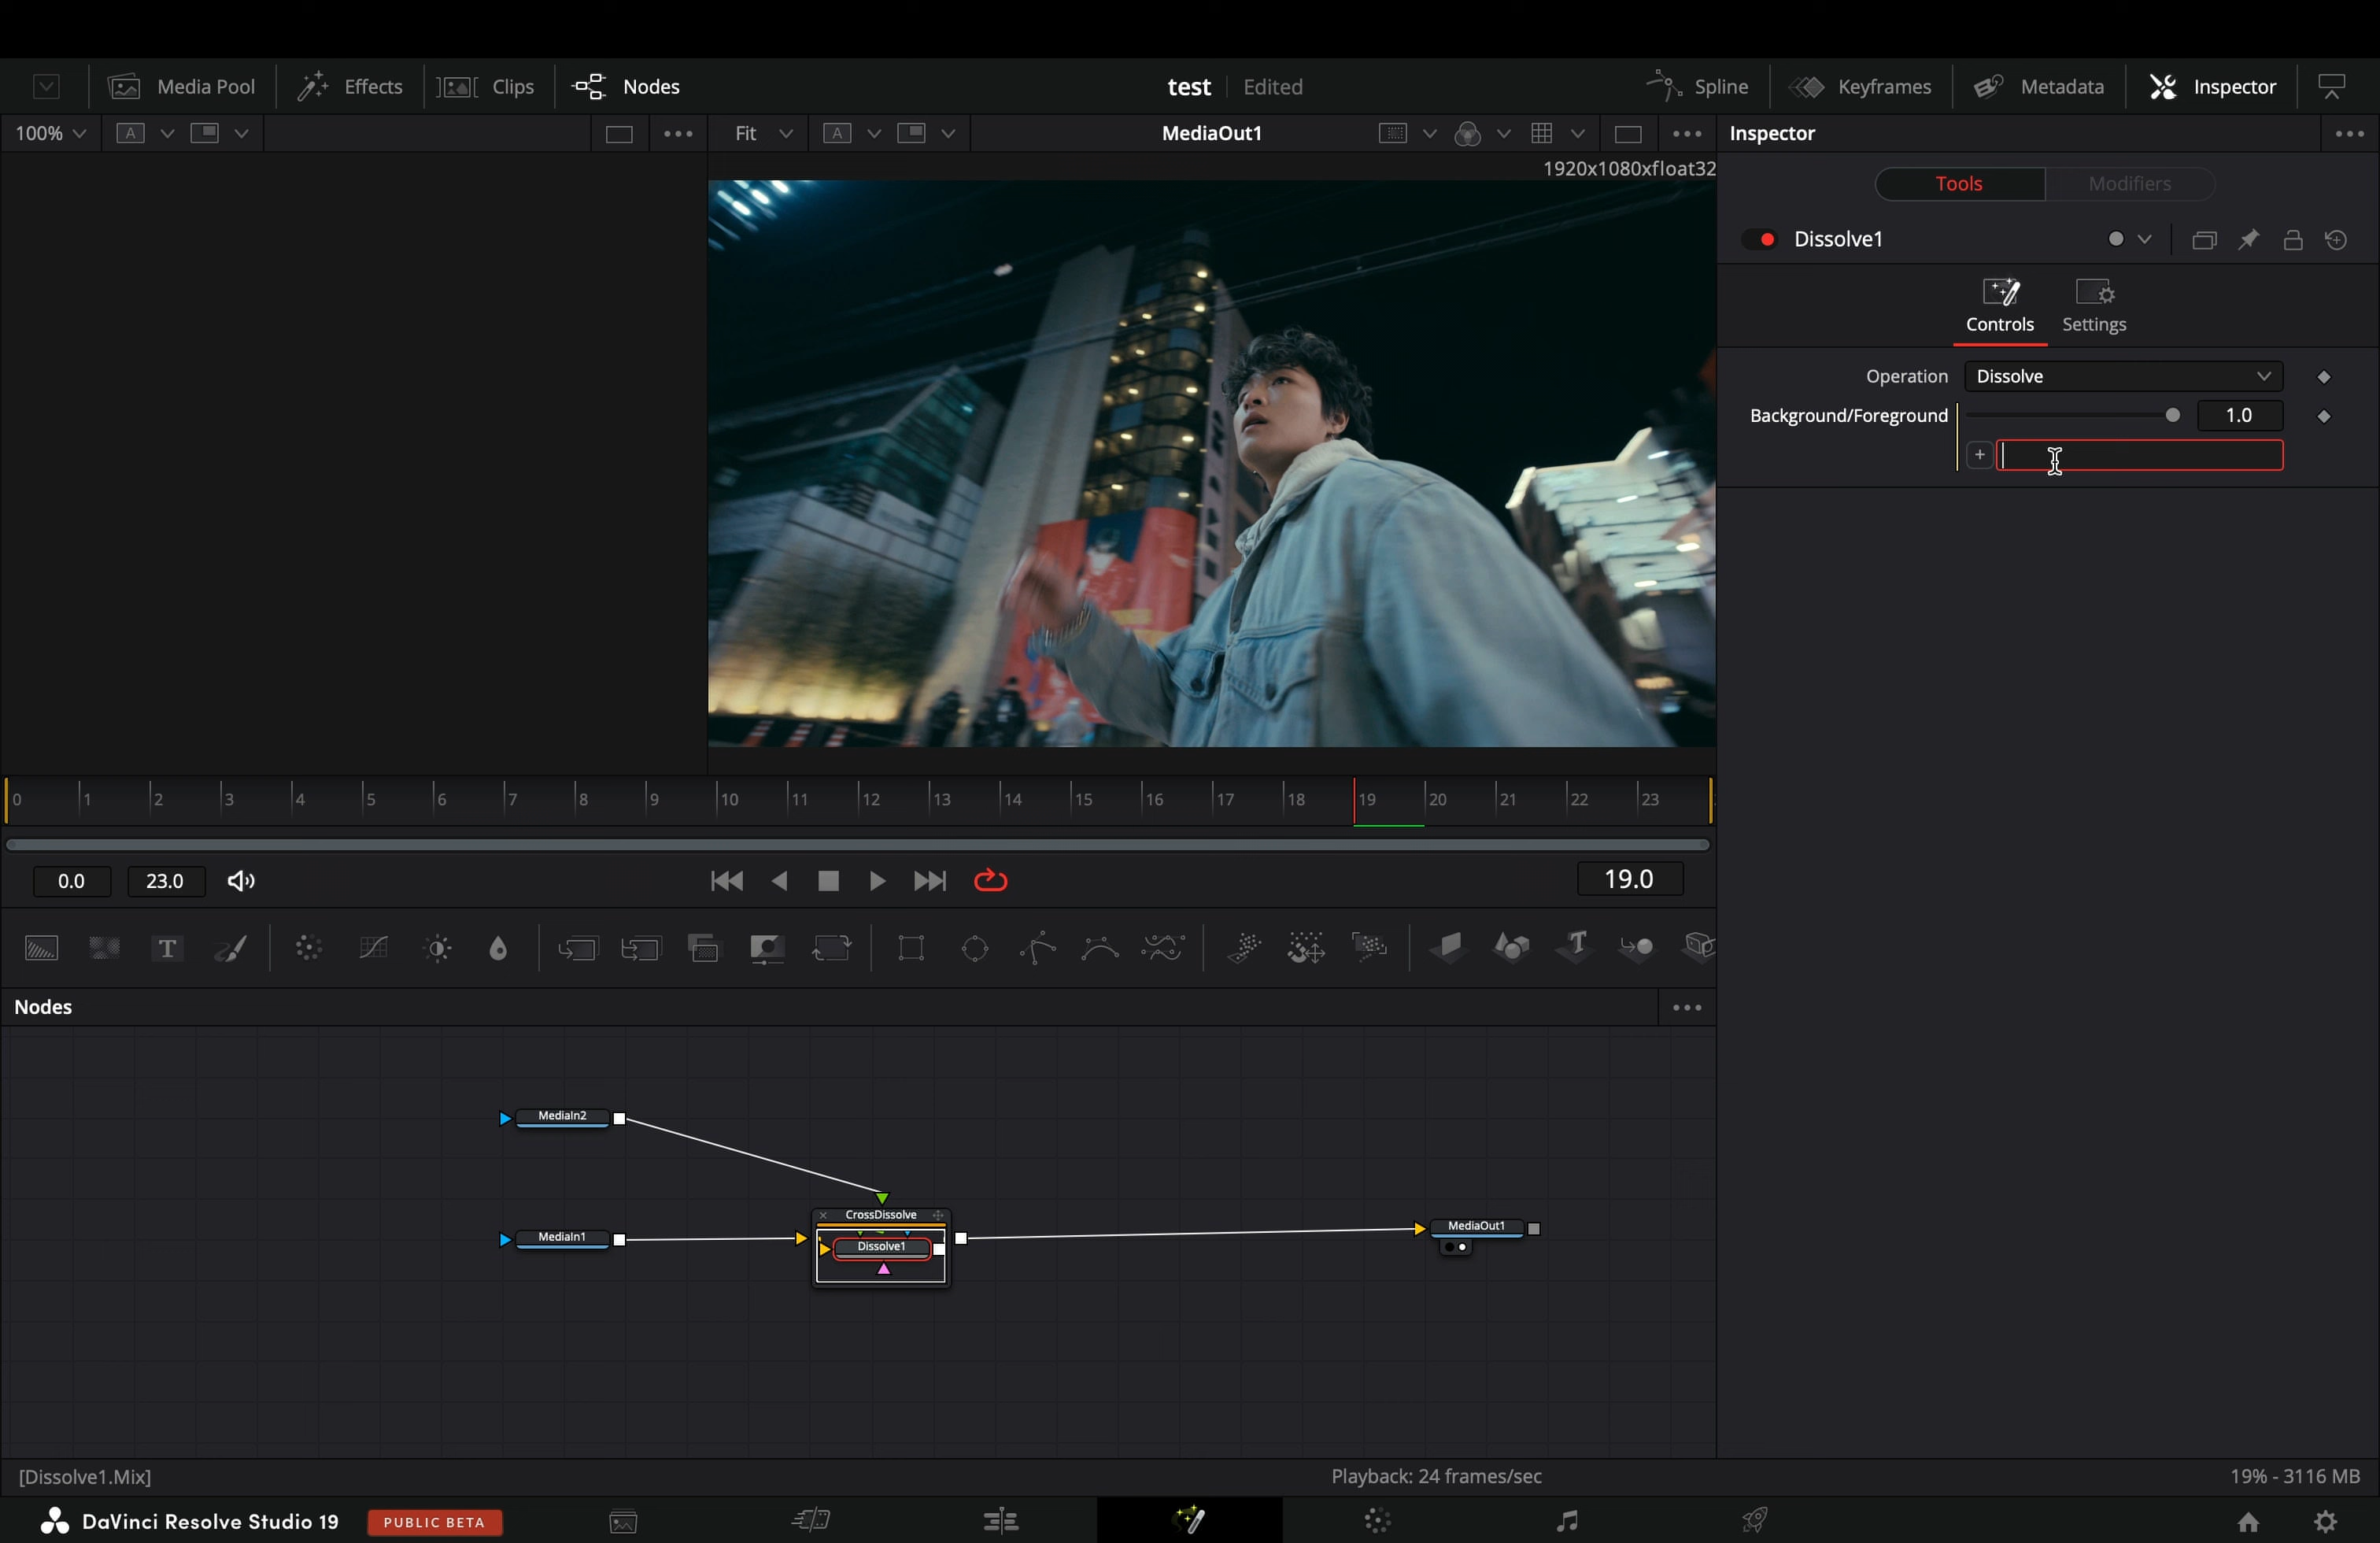 Media Pool
Effects
Clips
Nodes
test
Edited
Spline
Keyframes
Metadata
Inspector
100%
A
Fit
A
MediaOut1
Inspector
1920x1080xfloat32
Tools
Modifiers
Dissolve1
Controls
Settings
Operation
Dissolve
Background/Foreground
1.0
+
0 1 2 3 4 5 6 7 8 9 10 11 12 13 14 15 16 17 18 19 20 21 22 23
0.0
23.0
19.0
T
T
Nodes
MediaIn2
CrossDissolve
MediaIn1
Dissolve1
MediaOut1
[Dissolve1.Mix]
Playback: 24 frames/sec
19% - 3116 MB
DaVinci Resolve Studio 19
PUBLIC BETA